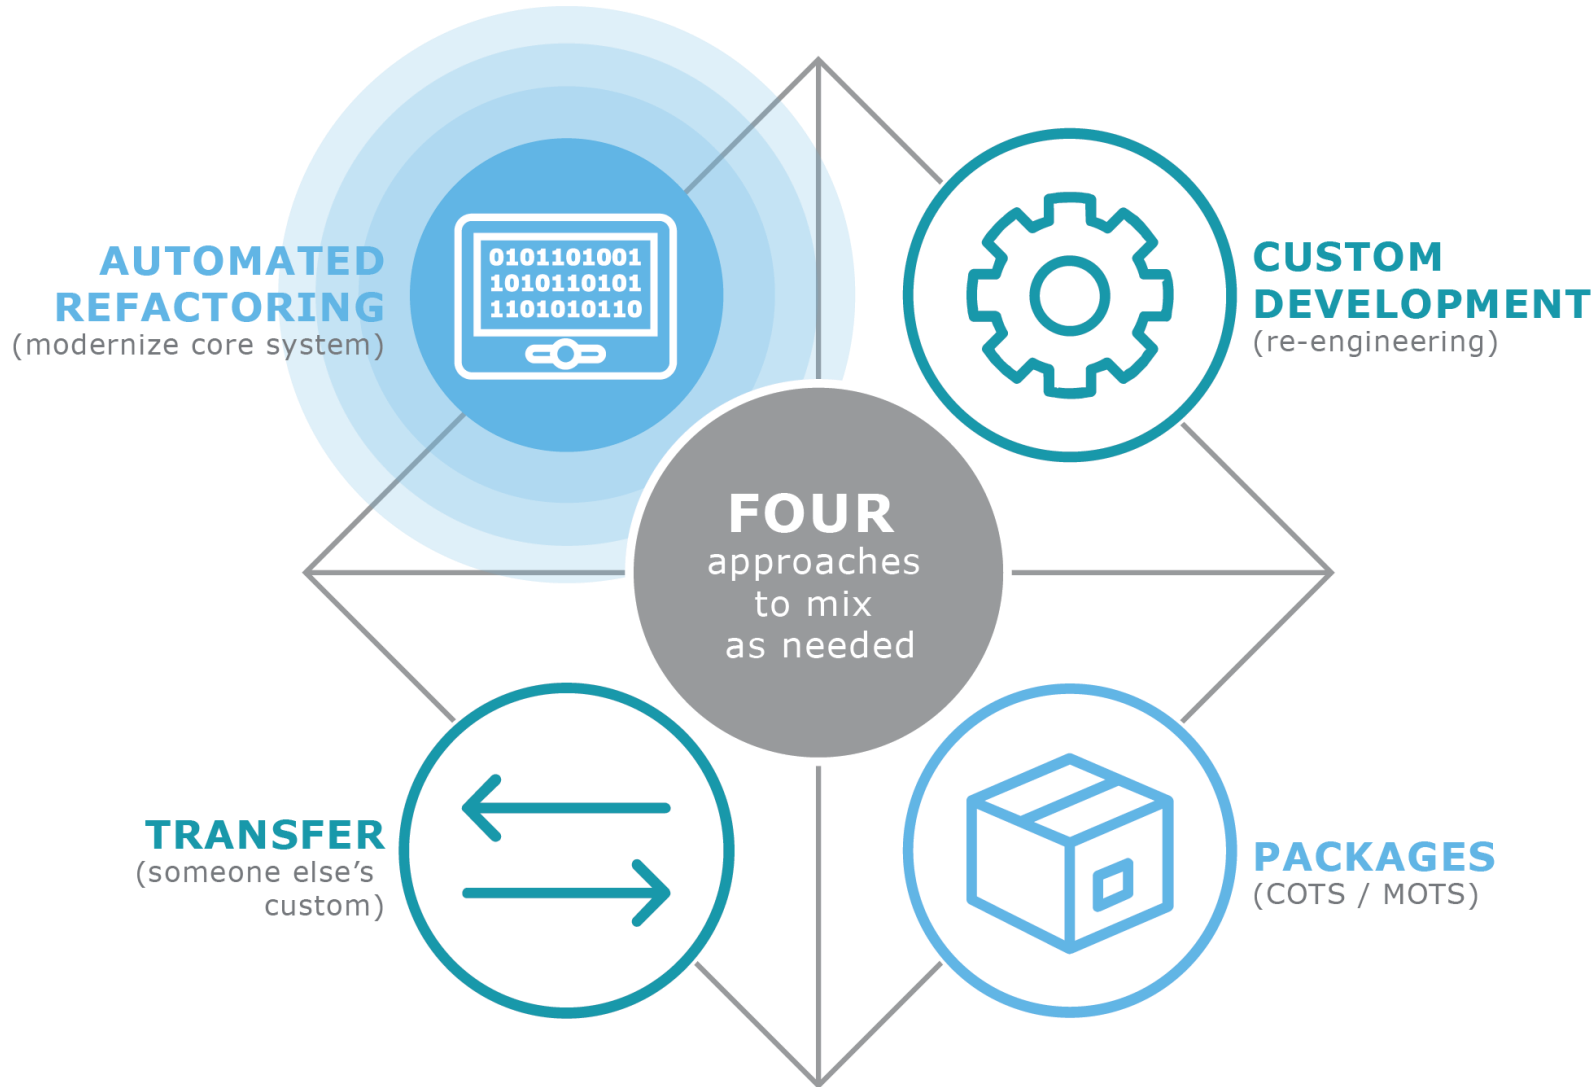 AUTOMATED
REFACTORING
(modernize core system)
0101101001
1010110101
1101010110
CUSTOM
DEVELOPMENT
(re-engineering)
FOUR
approaches
to mix
as needed
TRANSFER
(someone else’s
custom)
PACKAGES
(COTS / MOTS)